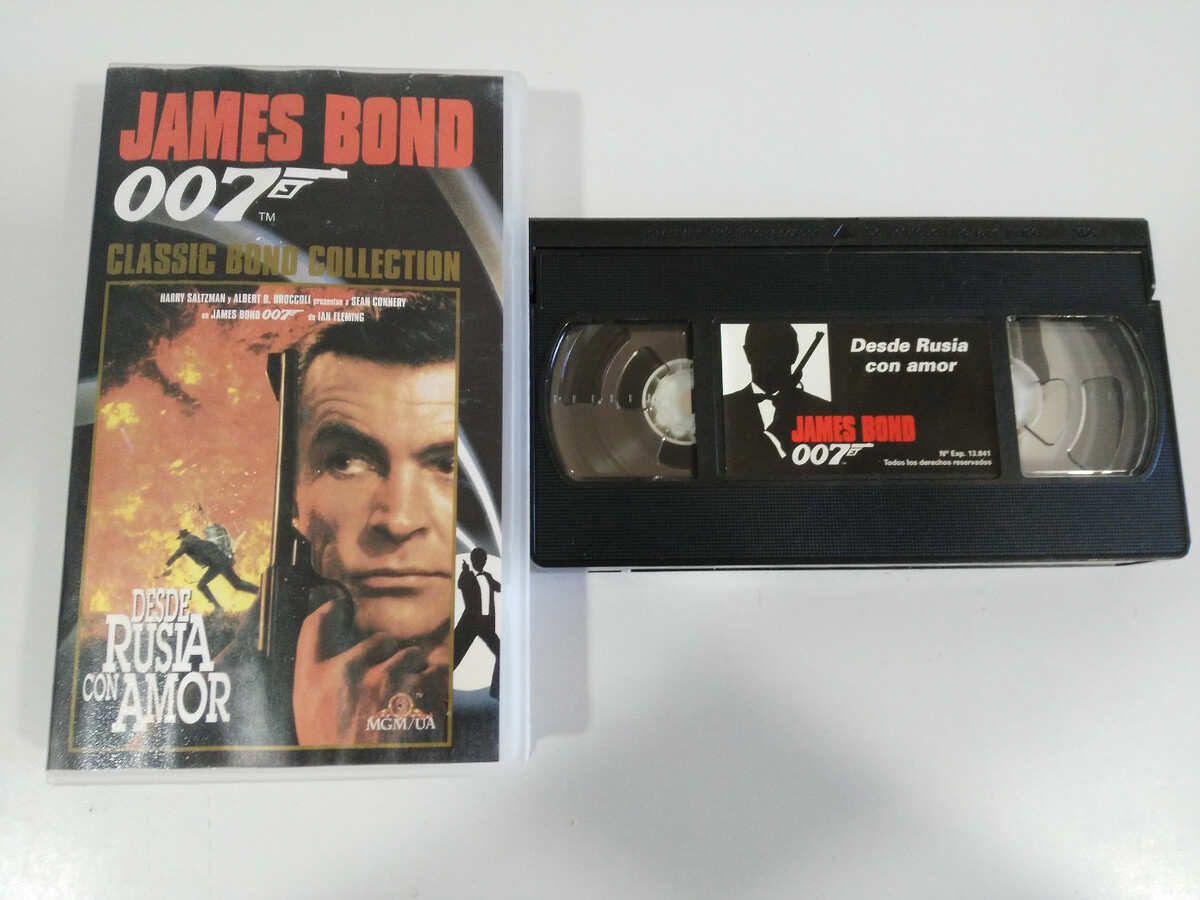 JAMES BOND
007 TM
CLASSIC BOND COLLECTION
HARRY SALTZMAN y ALBERT R. BROCCOLI presentan a SEAN CONNERY
en JAMES BOND 007 de IAN FLEMING
DESDE
RUSIA
CON AMOR
MGM/UA
Desde Rusia
con amor
JAMES BOND
007
Nº Exp. 13.841
Todos los derechos reservados